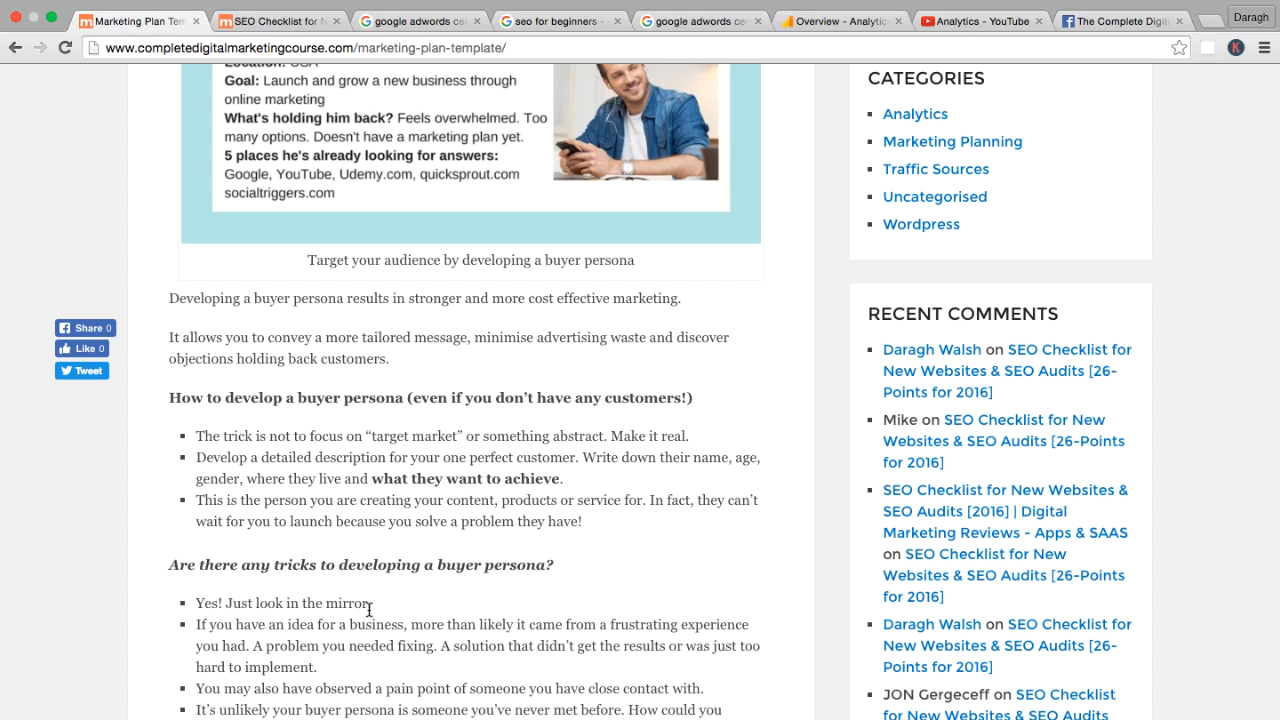 Marketing Plan Tem
SEO Checklist for N
google adwords cer
seo for beginners -
google adwords cer
Overview - Analytic
Analytics - YouTube
The Complete Digit
Daragh
www.completedigitalmarketingcourse.com/marketing-plan-template/
K
Goal: Launch and grow a new business through
online marketing
What's holding him back? Feels overwhelmed. Too
many options. Doesn't have a marketing plan yet.
5 places he's already looking for answers:
Google, YouTube, Udemy.com, quicksprout.com
socialtriggers.com
Target your audience by developing a buyer persona
Developing a buyer persona results in stronger and more cost effective marketing.
It allows you to convey a more tailored message, minimise advertising waste and discover
objections holding back customers.
How to develop a buyer persona (even if you don't have any customers!)
The trick is not to focus on “target market” or something abstract. Make it real.
Develop a detailed description for your one perfect customer. Write down their name, age,
gender, where they live and what they want to achieve.
This is the person you are creating your content, products or service for. In fact, they can't
wait for you to launch because you solve a problem they have!
Are there any tricks to developing a buyer persona?
Yes! Just look in the mirror.
If you have an idea for a business, more than likely it came from a frustrating experience
you had. A problem you needed fixing. A solution that didn't get the results or was just too
hard to implement.
You may also have observed a pain point of someone you have close contact with.
It's unlikely your buyer persona is someone you've never met before. How could you
Share 0
Like 0
Tweet
CATEGORIES
Analytics
Marketing Planning
Traffic Sources
Uncategorised
Wordpress
RECENT COMMENTS
Daragh Walsh on SEO Checklist for
New Websites & SEO Audits [26-
Points for 2016]
Mike on SEO Checklist for New
Websites & SEO Audits [26-Points
for 2016]
SEO Checklist for New Websites &
SEO Audits [2016] | Digital
Marketing Reviews - Apps & SAAS
on SEO Checklist for New
Websites & SEO Audits [26-Points
for 2016]
Daragh Walsh on SEO Checklist for
New Websites & SEO Audits [26-
Points for 2016]
JON Gergeceff on SEO Checklist
for New Websites & SEO Audits